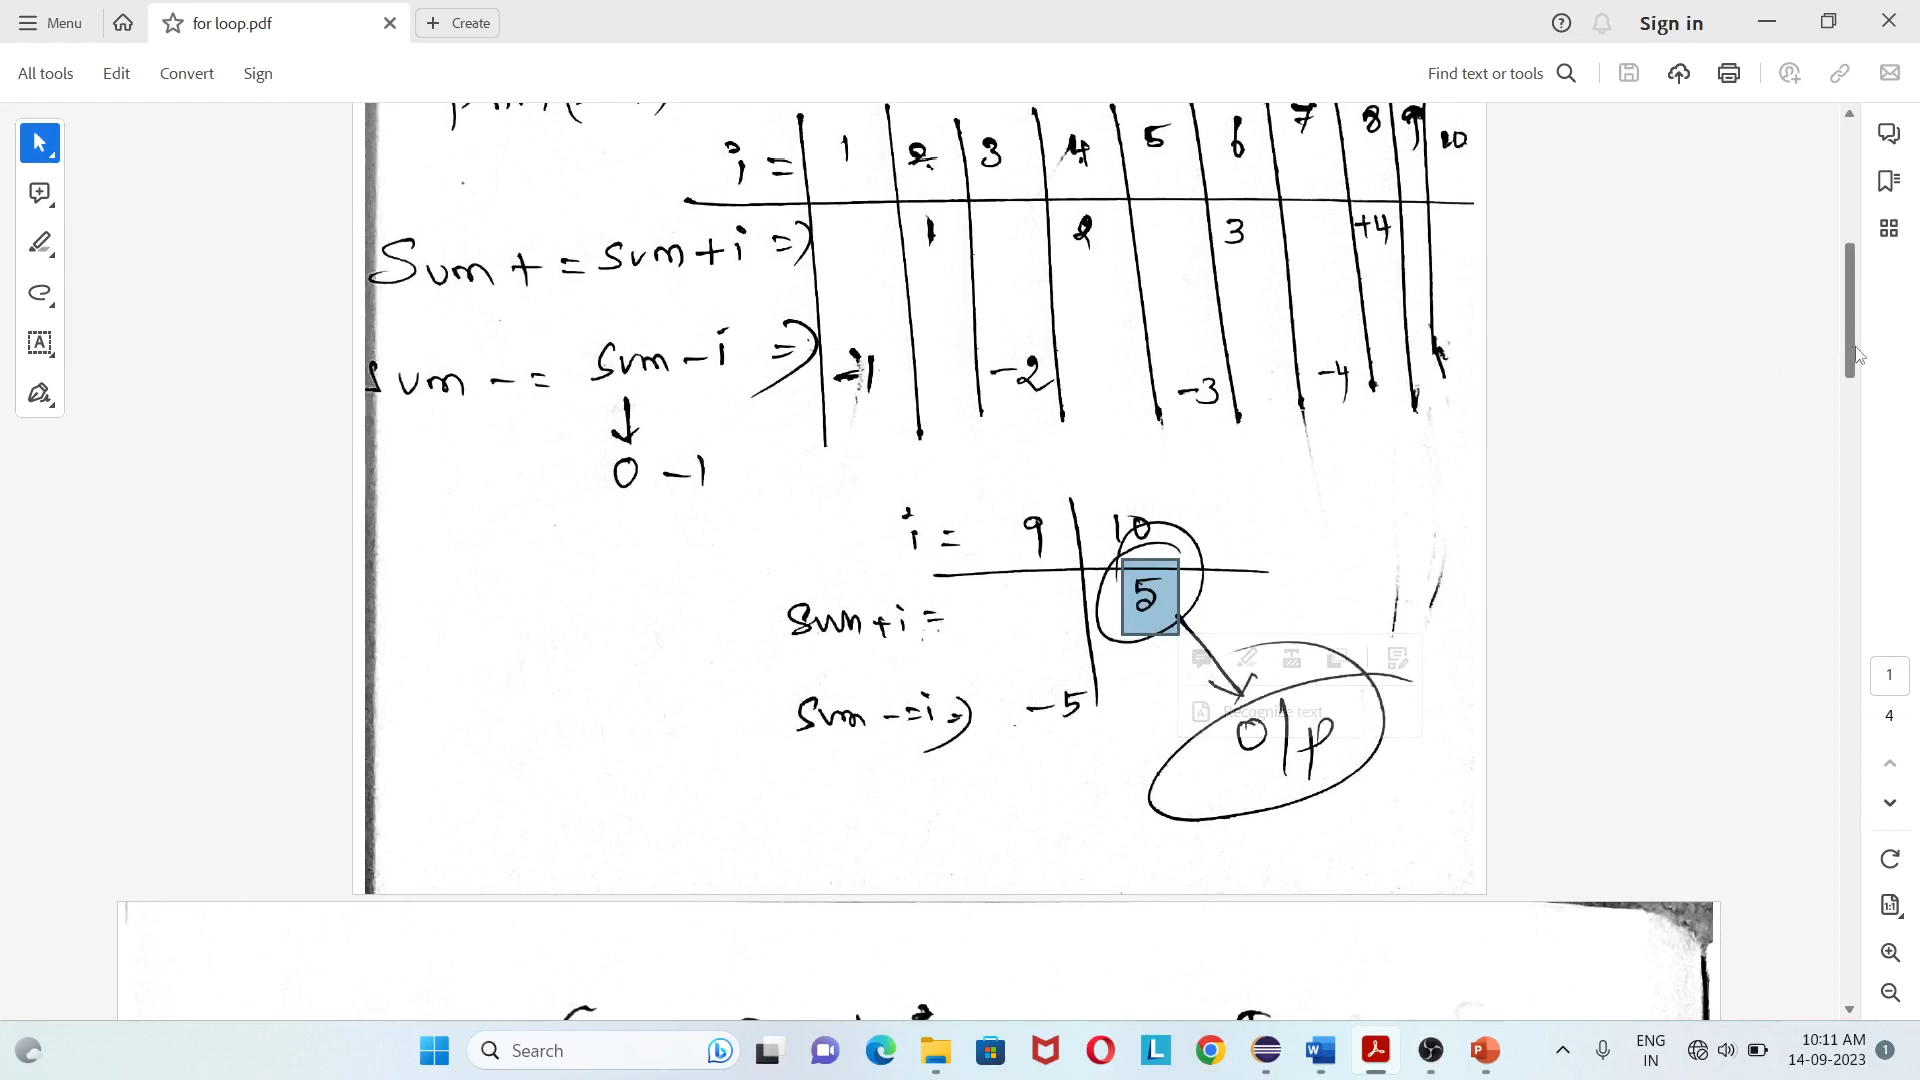 Menu
for loop.pdf
Create
Sign in
All tools Edit Convert Sign
Find text or tools
i = 1 2 3 4 5 6 7 8 9 10
Sum + = sum + i => 1 2 3 +4
sum - = sum - i => -1 -2 -3 -4
0 -1
i = 9 10
Sum + i = 5
Sum - = i => -5
Recognize text
o/p
1
4
Search
ENG
IN
10:11 AM
14-09-2023
1